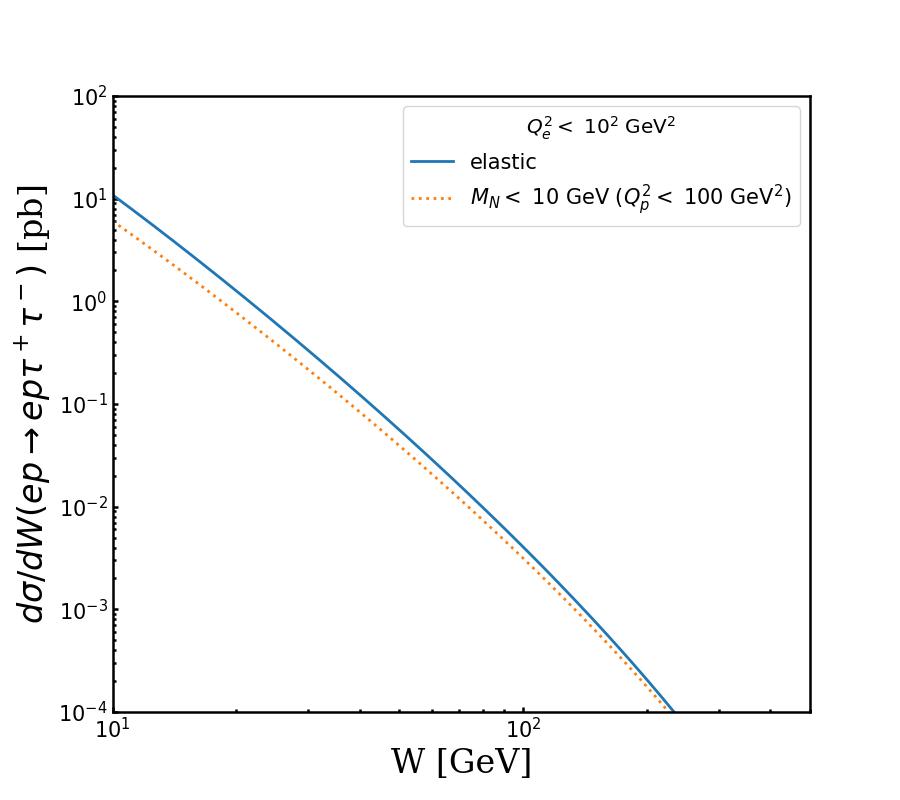 Q_e^2 < 10^2 GeV^2
elastic
M_N < 10 GeV (Q_p^2 < 100 GeV^2)
dσ/dW(ep → epτ^+τ^−) [pb]
10^2
10^1
10^0
10^−1
10^−2
10^−3
10^−4
10^1
10^2
W [GeV]